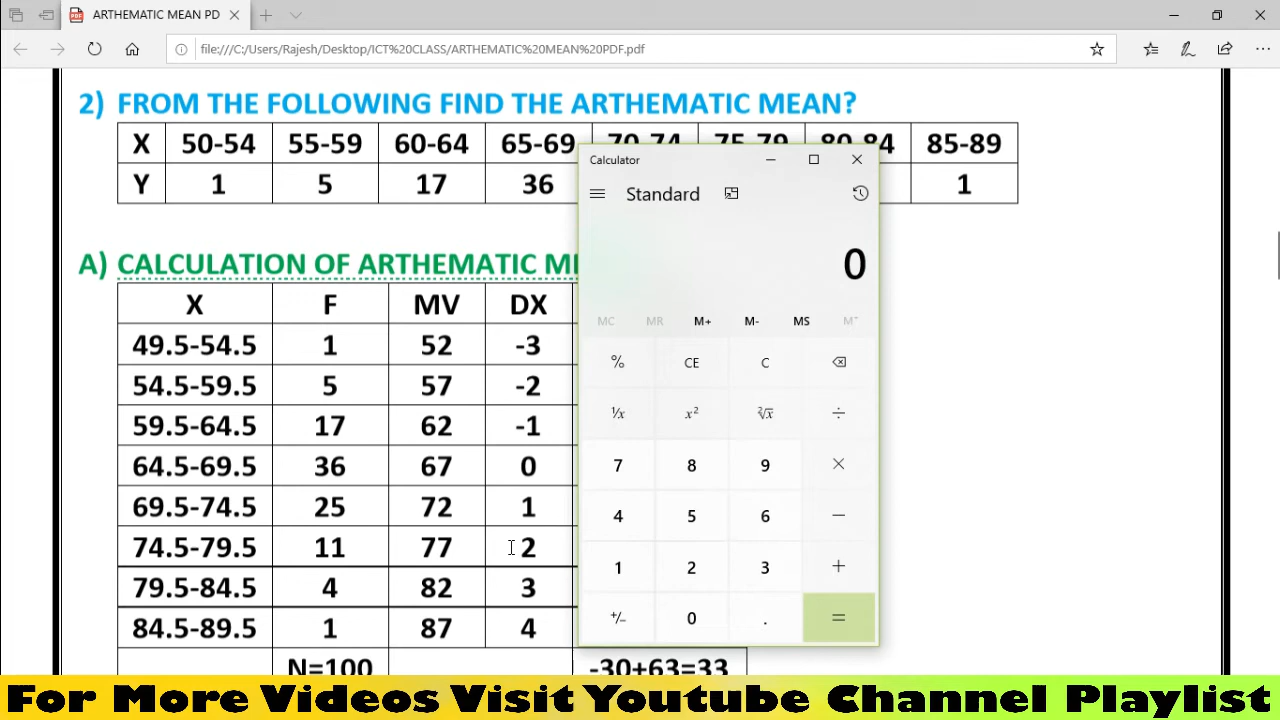 ARTHEMATIC MEAN PD
file:///C:/Users/Rajesh/Desktop/ICT%20CLASS/ARTHEMATIC%20MEAN%20PDF.pdf
2) FROM THE FOLLOWING FIND THE ARTHEMATIC MEAN?
X 50-54 55-59 60-64 65-69 70-74 75-79 80-84 85-89
Y 1 5 17 36 1
A) CALCULATION OF ARTHEMATIC
X F MV DX
49.5-54.5 1 52 -3
54.5-59.5 5 57 -2
59.5-64.5 17 62 -1
64.5-69.5 36 67 0
69.5-74.5 25 72 1
74.5-79.5 11 77 2
79.5-84.5 4 82 3
84.5-89.5 1 87 4
N=100 -30+63=33
Calculator
Standard
0
MC MR M+ M- MS M˅
% CE C
1/x x² ²√x ÷
7 8 9 ×
4 5 6 −
1 2 3 +
+/− 0 . =
For More Videos Visit Youtube Channel Playlist